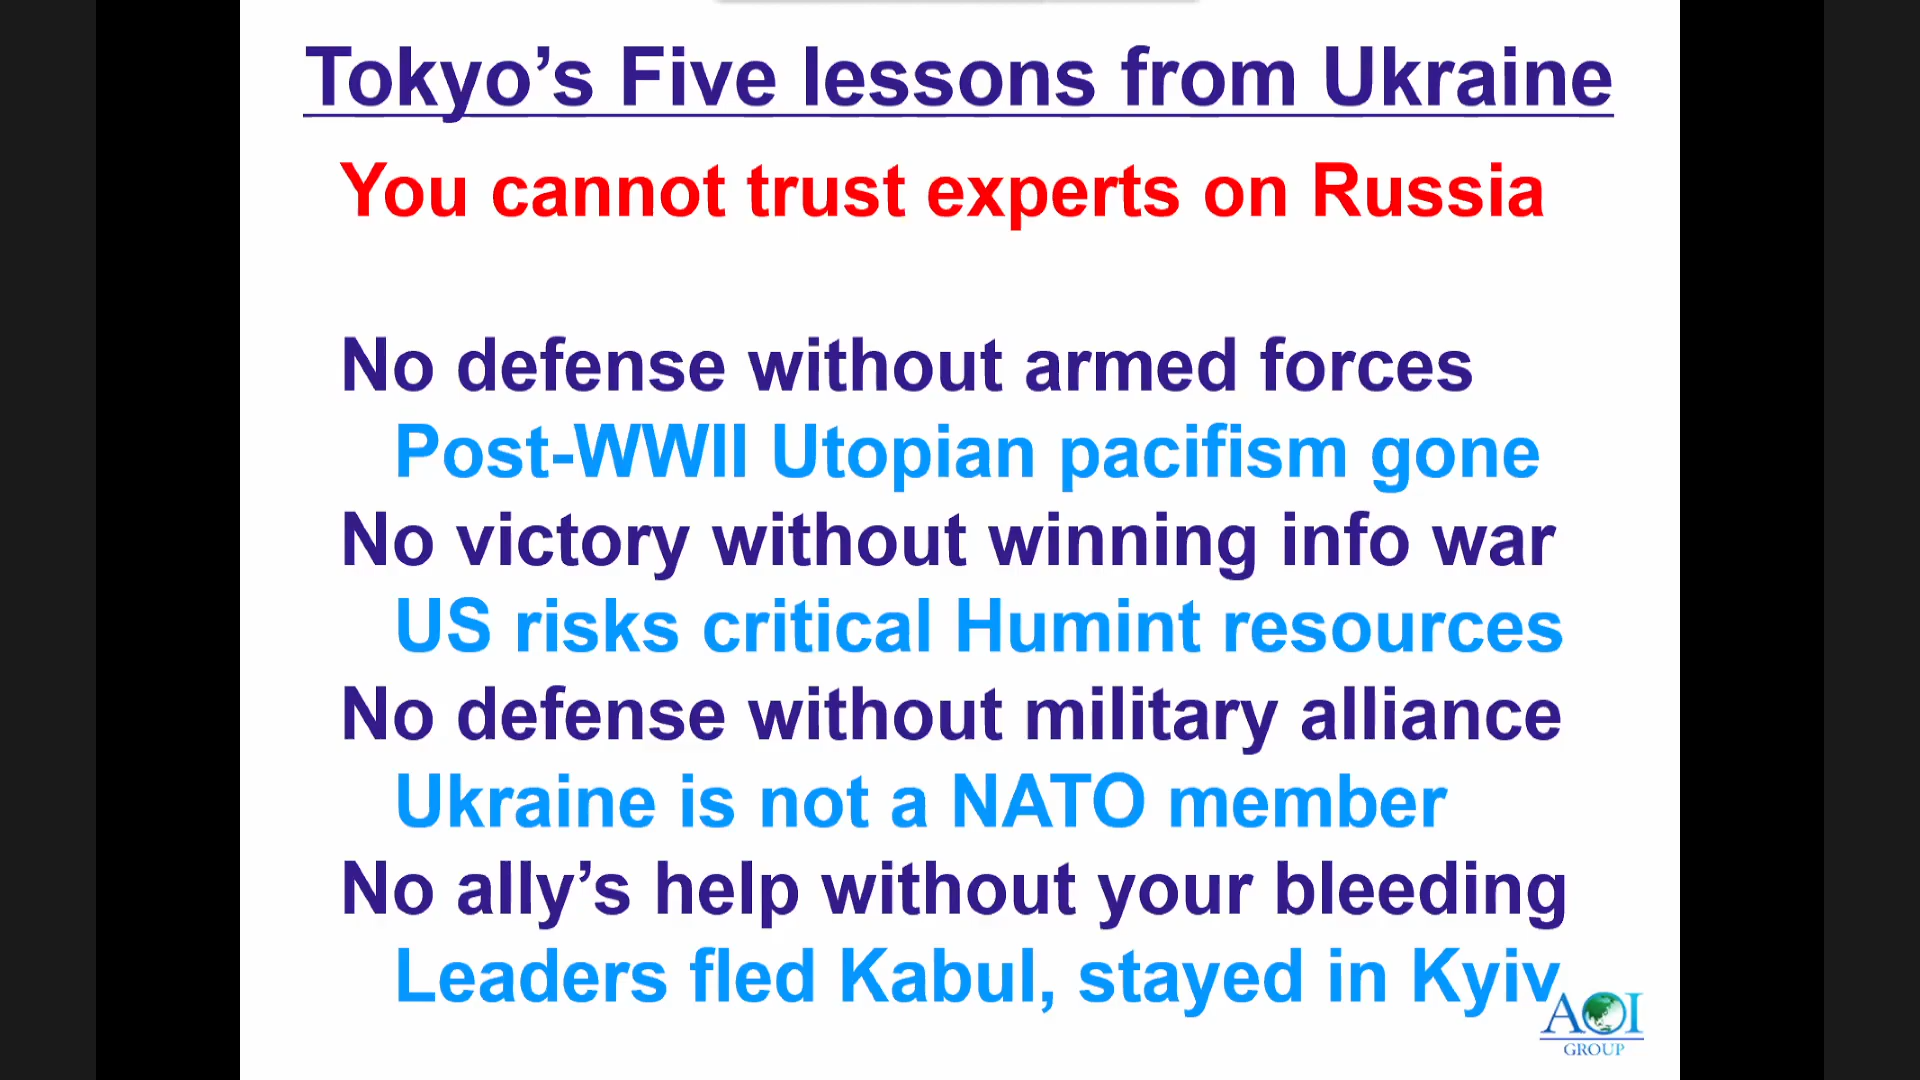 Tokyo’s Five lessons from Ukraine
You cannot trust experts on Russia
No defense without armed forces
Post-WWII Utopian pacifism gone
No victory without winning info war
US risks critical Humint resources
No defense without military alliance
Ukraine is not a NATO member
No ally’s help without your bleeding
Leaders fled Kabul, stayed in Kyiv
AOI
GROUP